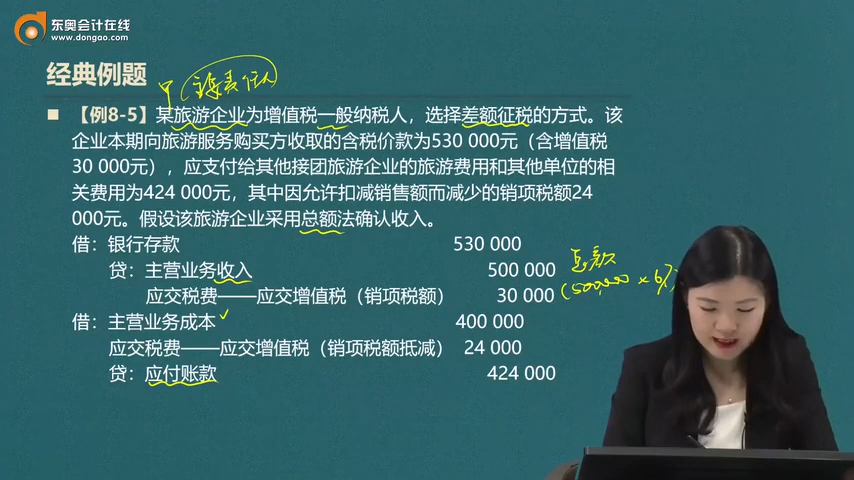 东奥会计在线
www.dongao.com
经典例题
【例8-5】某旅游企业为增值税一般纳税人，选择差额征税的方式。该
企业本期向旅游服务购买方收取的含税价款为530 000元（含增值税
30 000元），应支付给其他接团旅游企业的旅游费用和其他单位的相
关费用为424 000元，其中因允许扣减销售额而减少的销项税额24
000元。假设该旅游企业采用总额法确认收入。
借：银行存款 530 000
贷：主营业务收入 500 000
应交税费——应交增值税（销项税额） 30 000
(500,000 × 6%)
借：主营业务成本 400 000
应交税费——应交增值税（销项税额抵减） 24 000
贷：应付账款 424 000